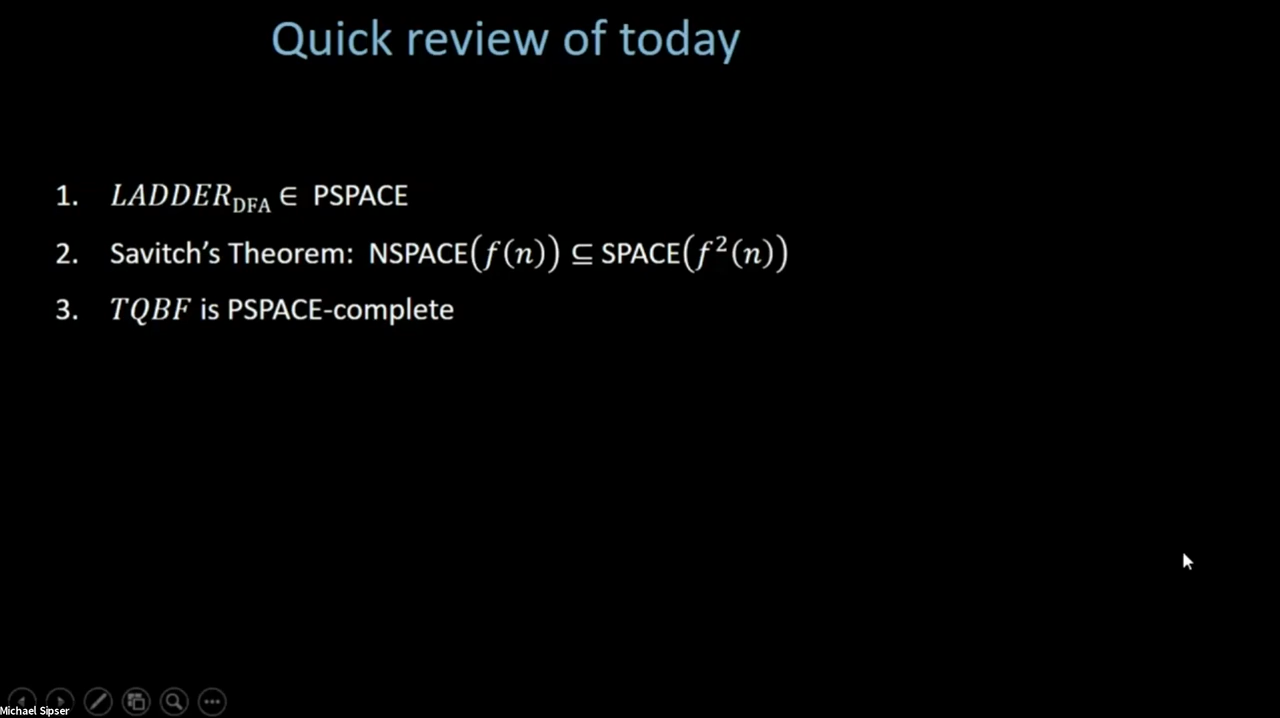 Quick review of today
1. LADDER_DFA ∈ PSPACE
2. Savitch’s Theorem: NSPACE(f(n)) ⊆ SPACE(f²(n))
3. TQBF is PSPACE-complete
Michael Sipser